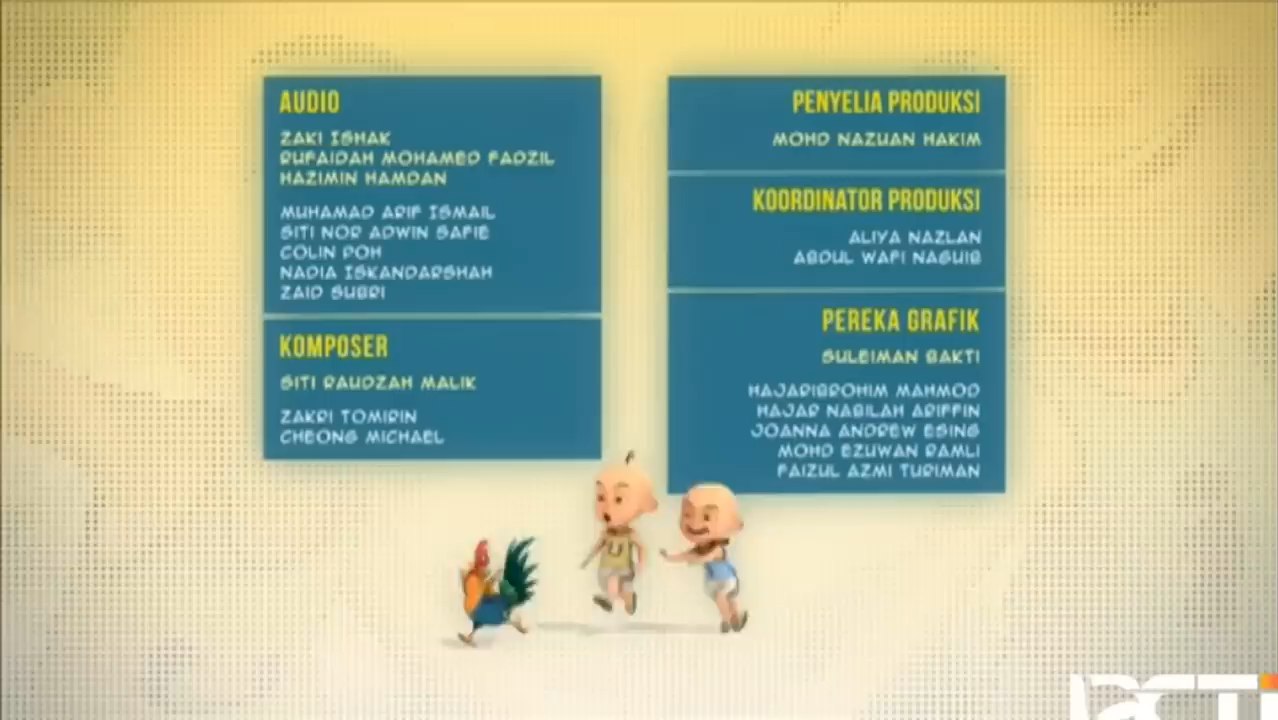 AUDIO
ZAKI ISHAK
RUFAIDAH MOHAMED FADZIL
HAZIMIN HAMDAN
MUHAMAD ARIF ISMAIL
SITI NOR ADWIN SAFIE
COLIN ROH
NADIA ISKANDARSHAH
ZAID SUBRI
KOMPOSER
SITI RAUDZAH MALIK
ZAKRI TOMIRIN
CHEONG MICHAEL
PENYELIA PRODUKSI
MOHD NAZUAN HAKIM
KOORDINATOR PRODUKSI
ALIYA NAZLAN
ABDUL WAFI NAGUIB
PEREKA GRAFIK
SULEIMAN BAKTI
HAJARIBROHIM MAHMOD
HAJAR NABILAH ARIFFIN
JOANNA ANDREW ESING
MOHD EZUWAN RAMLI
FAIZUL AZMI TURIMAN
U